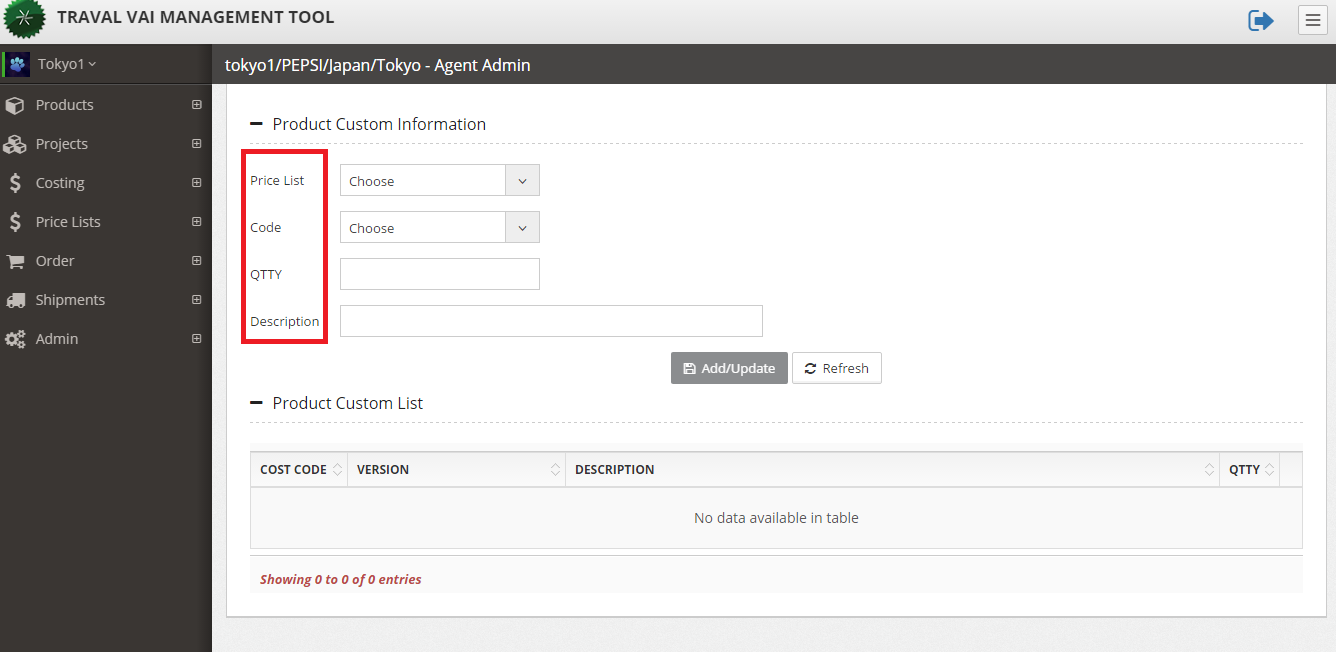 TRAVAL VAI MANAGEMENT TOOL
Tokyo1
tokyo1/PEPSI/Japan/Tokyo - Agent Admin
Products
Projects
Costing
Price Lists
Order
Shipments
Admin
Product Custom Information
Price List Choose
Code Choose
QTTY
Description
Add/Update Refresh
Product Custom List
COST CODE VERSION DESCRIPTION QTTY
No data available in table
Showing 0 to 0 of 0 entries